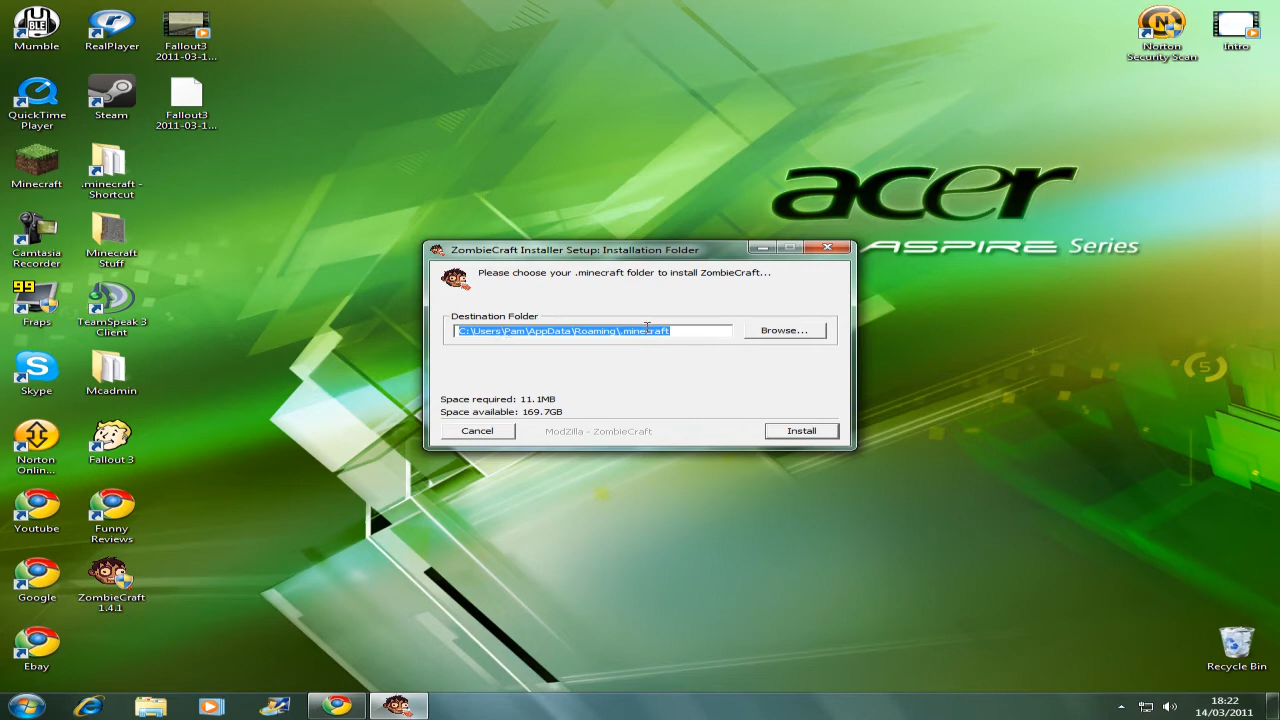 Mumble
RealPlayer
Fallout3
2011-03-1...
QuickTime
Player
Steam
Fallout3
2011-03-1...
Minecraft
.minecraft -
Shortcut
Camtasia
Recorder
Minecraft
Stuff
99
Fraps
TeamSpeak 3
Client
Skype
Mcadmin
Norton
Onlin...
Fallout 3
Youtube
Funny
Reviews
Google
ZombieCraft
1.4.1
Ebay
Norton
Security Scan
Intro
acer
ASPIRE Series
ZombieCraft Installer Setup: Installation Folder
Please choose your .minecraft folder to install ZombieCraft...
Destination Folder
C:\Users\Pam\AppData\Roaming\.minecraft
Browse...
Space required: 11.1MB
Space available: 169.7GB
Cancel
ModZilla - ZombieCraft
Install
5
Recycle Bin
18:22
14/03/2011